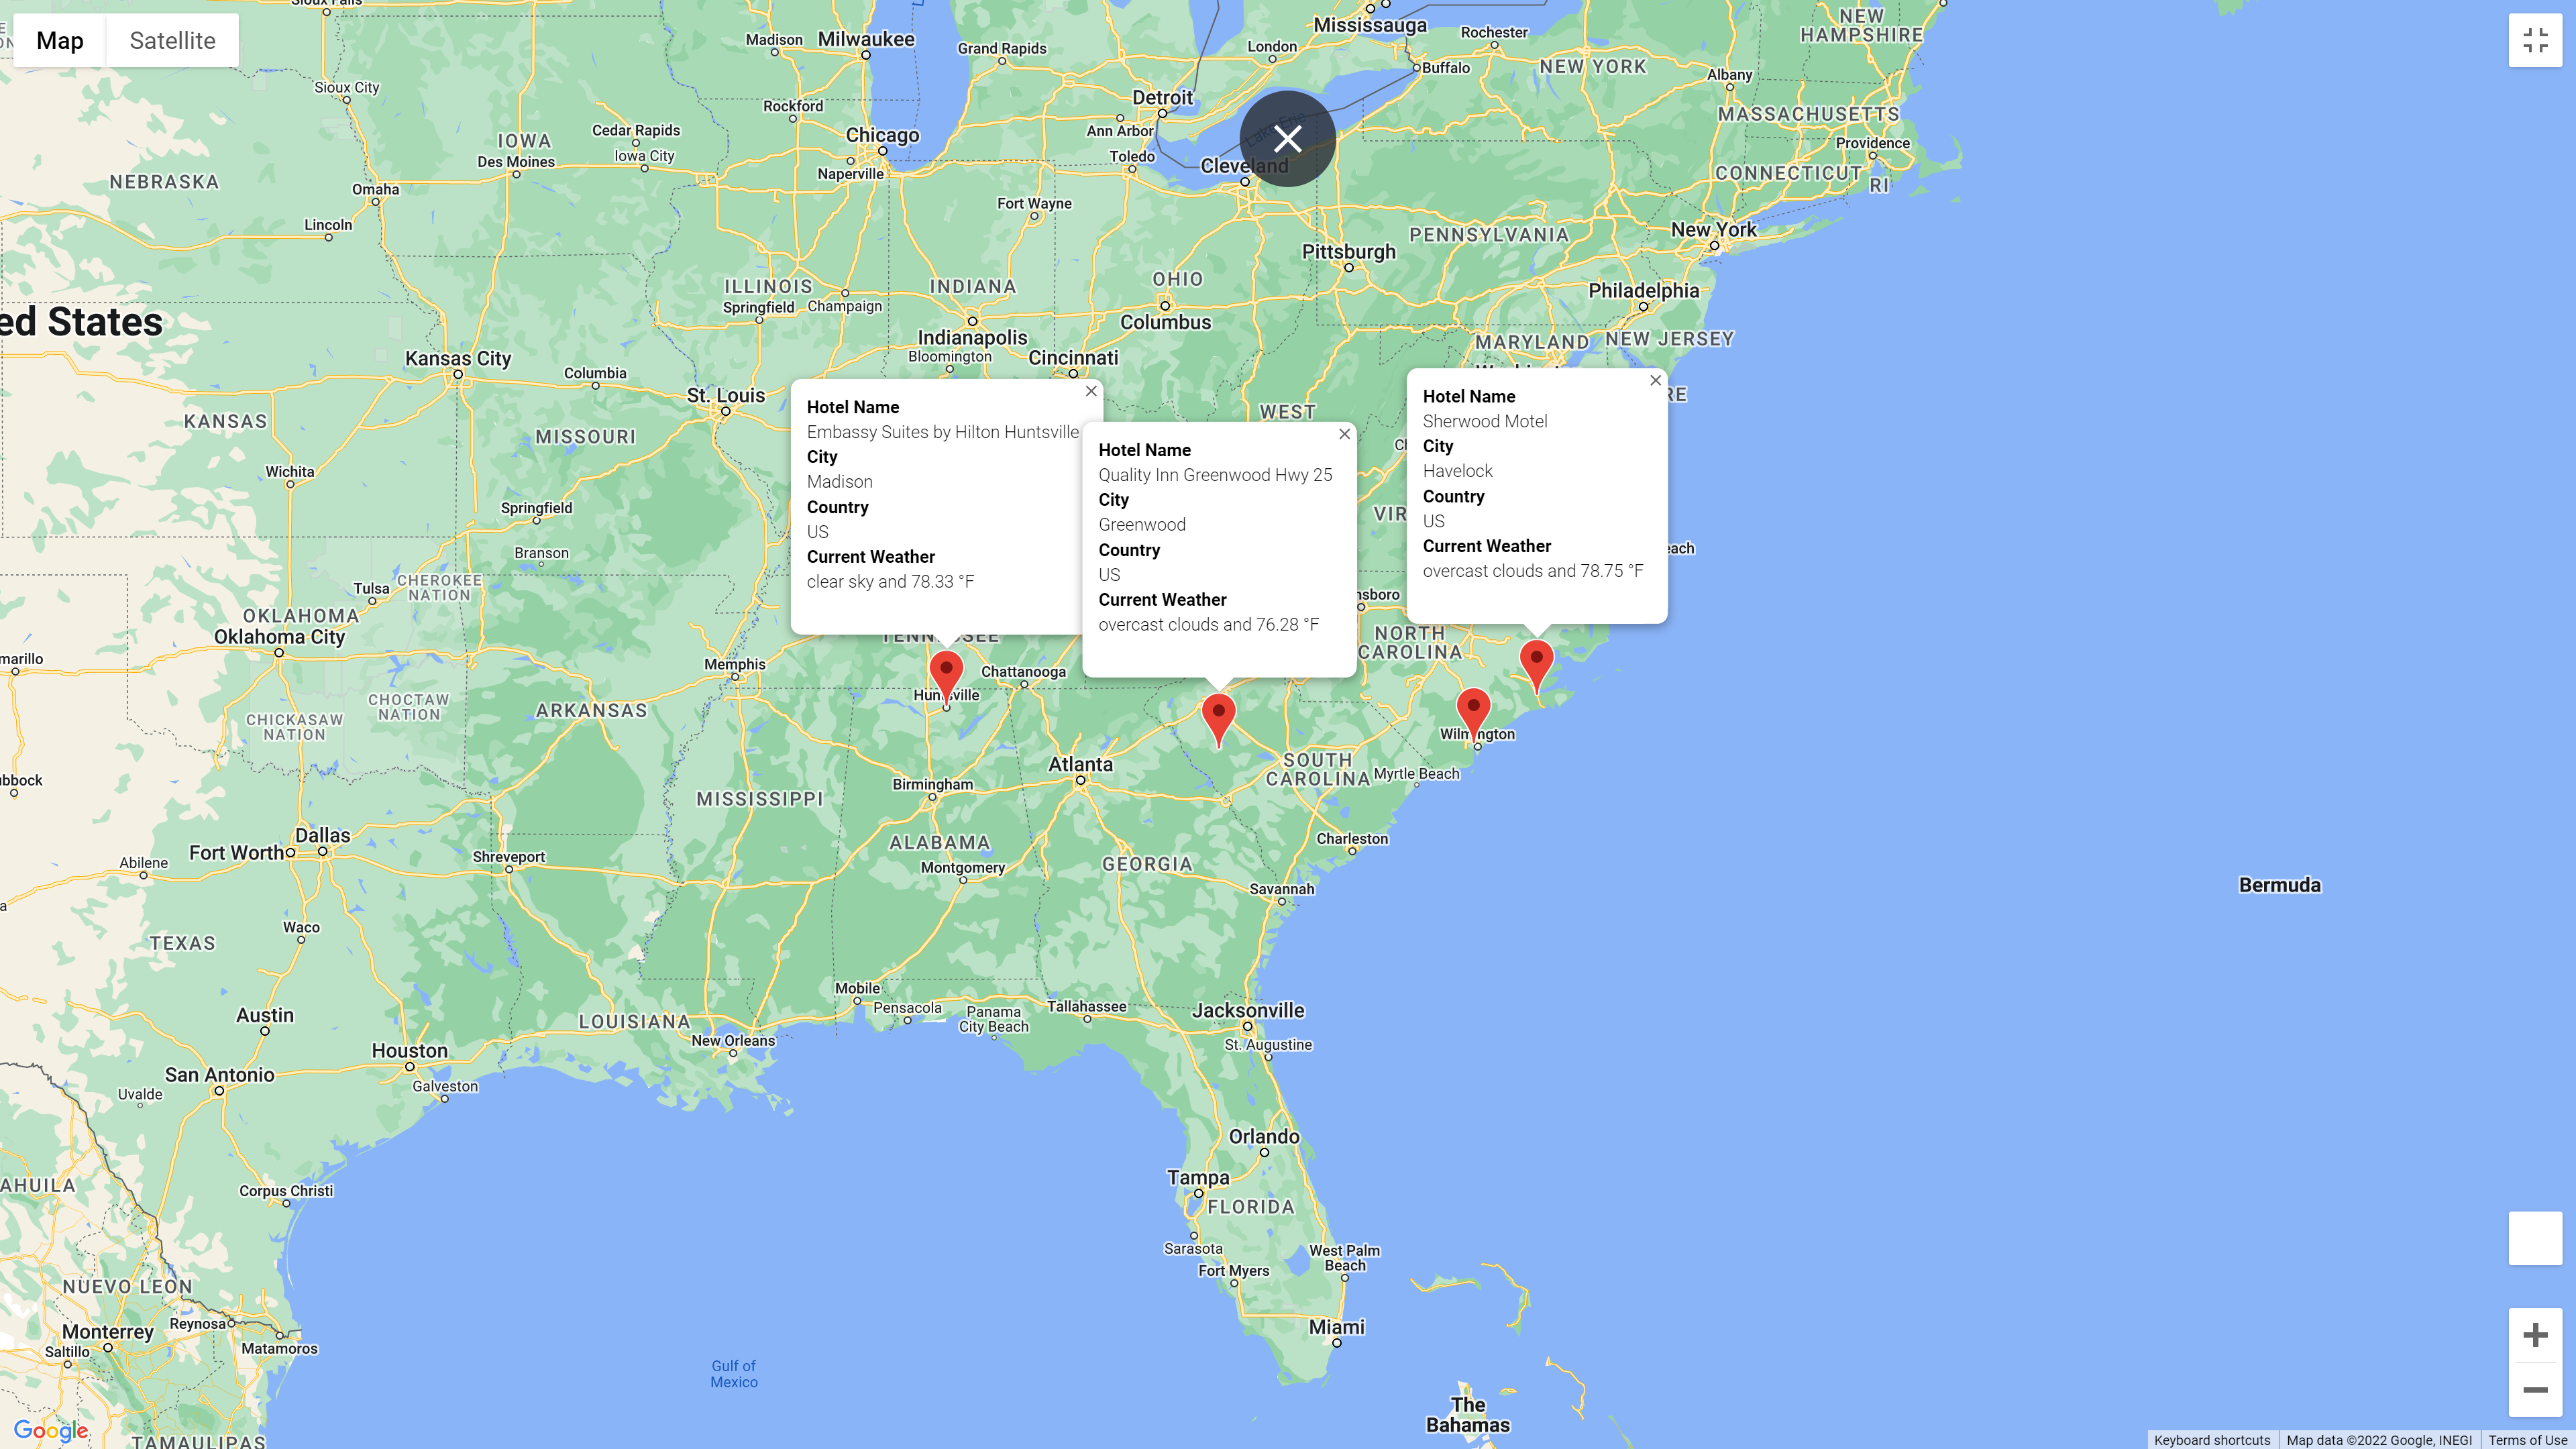 Map
Satellite
Sioux City
NEBRASKA
Omaha
Lincoln
IOWA
Des Moines
Cedar Rapids
Iowa City
Madison
Milwaukee
Rockford
Chicago
Naperville
Grand Rapids
London
Mississauga
Rochester
Buffalo
NEW YORK
Albany
NEW
HAMPSHIRE
MASSACHUSETTS
Providence
CONNECTICUT
RI
Detroit
Ann Arbor
Toledo
Lake Erie
Cleveland
Fort Wayne
PENNSYLVANIA
Pittsburgh
New York
Philadelphia
MARYLAND
NEW JERSEY
OHIO
Columbus
ILLINOIS
Springfield
Champaign
INDIANA
Indianapolis
Bloomington
Cincinnati
ed States
Kansas City
Columbia
St. Louis
KANSAS
MISSOURI
Wichita
Springfield
Branson
WEST
Hotel Name
Embassy Suites by Hilton Huntsville
City
Madison
Country
US
Current Weather
clear sky and 78.33 °F
Hotel Name
Quality Inn Greenwood Hwy 25
City
Greenwood
Country
US
Current Weather
overcast clouds and 76.28 °F
Hotel Name
Sherwood Motel
City
Havelock
Country
US
Current Weather
overcast clouds and 78.75 °F
RE
VIR
each
nsboro
Tulsa
CHEROKEE
NATION
OKLAHOMA
Oklahoma City
marillo
CHICKASAW
NATION
CHOCTAW
NATION
ARKANSAS
Memphis
TENNESSEE
Chattanooga
Huntsville
NORTH
CAROLINA
Wilmington
SOUTH
CAROLINA
Myrtle Beach
Atlanta
Birmingham
MISSISSIPPI
ALABAMA
Montgomery
GEORGIA
Charleston
Savannah
Bermuda
ubbock
Dallas
Fort Worth
Abilene
Shreveport
Waco
TEXAS
Austin
LOUISIANA
New Orleans
Mobile
Pensacola
Panama
City Beach
Tallahassee
Jacksonville
St. Augustine
Houston
San Antonio
Galveston
Uvalde
Orlando
Tampa
FLORIDA
Sarasota
Fort Myers
West Palm
Beach
Miami
AHUILA
Corpus Christi
NUEVO LEON
Monterrey
Reynosa
Saltillo
Matamoros
Gulf of
Mexico
The
Bahamas
TAMAULIPAS
Google
Keyboard shortcuts
Map data ©2022 Google, INEGI
Terms of Use